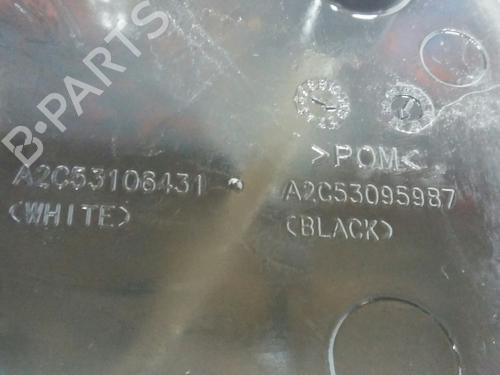 B-PARTS
>POM<
A2C53106431
A2C53095987
(WHITE)
(BLACK)